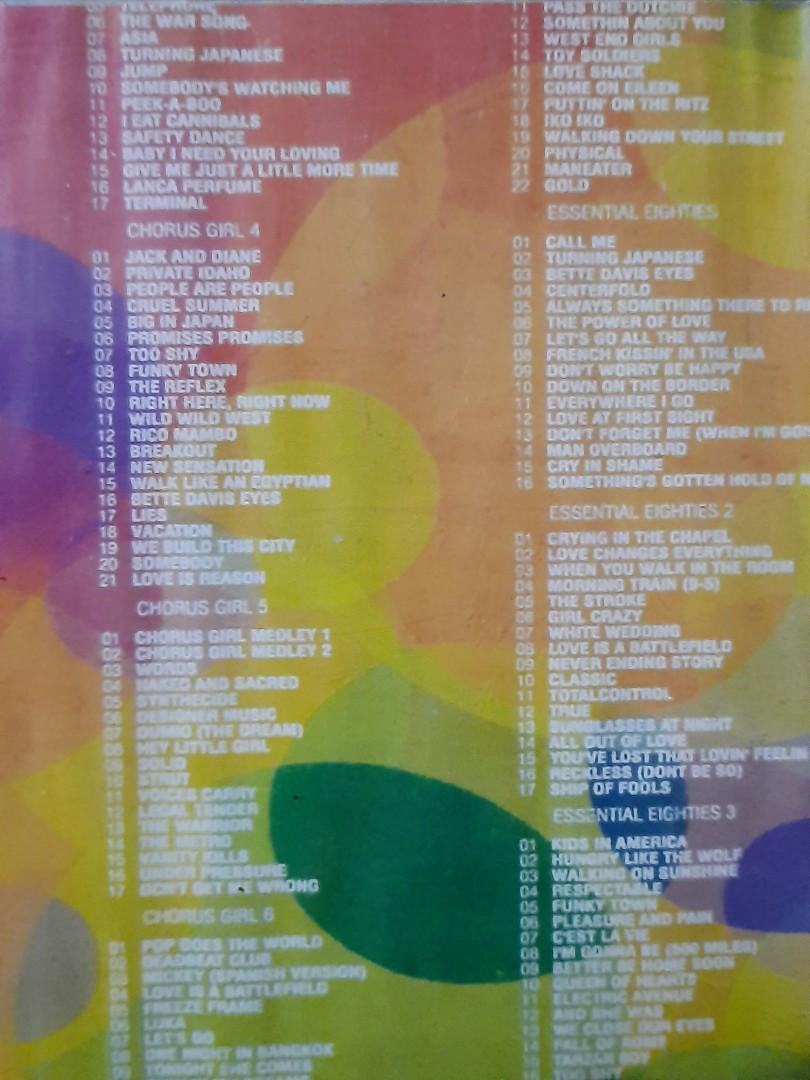 05 TELEPHONE
06 THE WAR SONG
07 ASIA
08 TURNING JAPANESE
09 JUMP
10 SOMEBODY'S WATCHING ME
11 PEEK-A-BOO
12 I EAT CANNIBALS
13 SAFETY DANCE
14 BABY I NEED YOUR LOVING
15 GIVE ME JUST A LITLE MORE TIME
16 LANCA PERFUME
17 TERMINAL
CHORUS GIRL 4
01 JACK AND DIANE
02 PRIVATE IDAHO
03 PEOPLE ARE PEOPLE
04 CRUEL SUMMER
05 BIG IN JAPAN
06 PROMISES PROMISES
07 TOO SHY
08 FUNKY TOWN
09 THE REFLEX
10 RIGHT HERE, RIGHT NOW
11 WILD WILD WEST
12 RICO MAMBO
13 BREAKOUT
14 NEW SENSATION
15 WALK LIKE AN EGYPTIAN
16 BETTE DAVIS EYES
17 LIES
18 VACATION
19 WE BUILD THIS CITY
20 SOMEBODY
21 LOVE IS REASON
CHORUS GIRL 5
01 CHORUS GIRL MEDLEY 1
02 CHORUS GIRL MEDLEY 2
03 WORDS
04 NAKED AND SACRED
05 SYNTHECIDE
06 DESIGNER MUSIC
07 (THE DREAM)
08 HEY LITTLE GIRL
09 SOLID
10 STRUT
11 VOICES CARRY
12 LEGAL TENDER
13 THE WARRIOR
14 THE METRO
15 VANITY KILLS
16 UNDER PRESSURE
17 DON'T GET ME WRONG
CHORUS GIRL 6
01 POP GOES THE WORLD
02 DEADBEAT CLUB
03 MICKEY (SPANISH VERSION)
04 LOVE IS A BATTLEFIELD
05 FREEZE FRAME
06 LUKA
07 LET'S GO
08 ONE NIGHT IN BANGKOK
09 TONIGHT SHE COMES
11 PASS THE DUTCHIE
12 SOMETHIN ABOUT YOU
13 WEST END GIRLS
14 TOY SOLDIERS
15 LOVE SHACK
16 COME ON EILEEN
17 PUTTIN' ON THE RITZ
18 IKO IKO
19 WALKING DOWN YOUR STREET
20 PHYSICAL
21 MANEATER
22 GOLD
ESSENTIAL EIGHTIES
01 CALL ME
02 TURNING JAPANESE
03 BETTE DAVIS EYES
04 CENTERFOLD
05 ALWAYS SOMETHING THERE TO
06 THE POWER OF LOVE
07 LET'S GO ALL THE WAY
08 FRENCH KISSIN' IN THE USA
09 DON'T WORRY BE HAPPY
10 DOWN ON THE BORDER
11 EVERYWHERE I GO
12 LOVE AT FIRST SIGHT
13 DON'T FORGET ME (WHEN I'M
14 MAN OVERBOARD
15 CRY IN SHAME
16 SOMETHING'S GOTTEN HOLD OF
ESSENTIAL EIGHTIES 2
01 CRYING IN THE CHAPEL
02 LOVE CHANGES EVERYTHING
03 WHEN YOU WALK IN THE ROOM
04 MORNING TRAIN (9-5)
05 THE STROKE
06 GIRL CRAZY
07 WHITE WEDDING
08 LOVE IS A BATTLEFIELD
09 NEVER ENDING STORY
10 CLASSIC
11 TOTALCONTROL
12 TRUE
13 SUNGLASSES AT NIGHT
14 ALL OUT OF LOVE
15 YOU'VE LOST THAT LOVIN' FEELIN
16 RECKLESS (DONT BE SO)
17 SHIP OF FOOLS
ESSENTIAL EIGHTIES 3
01 KIDS IN AMERICA
02 HUNGRY LIKE THE WOLF
03 WALKING ON SUNSHINE
04 RESPECTABLE
05 FUNKY TOWN
06 PLEASURE AND PAIN
07 C'EST LA VIE
08 I'M GONNA BE (500 MILES)
09 BETTER BE HOME SOON
10 QUEEN OF HEARTS
11 ELECTRIC AVENUE
12 AND SHE WAS
13 WE CLOSE OUR EYES
14 FALL OF ROME
15 TARZAN BOY
16 TOO SHY